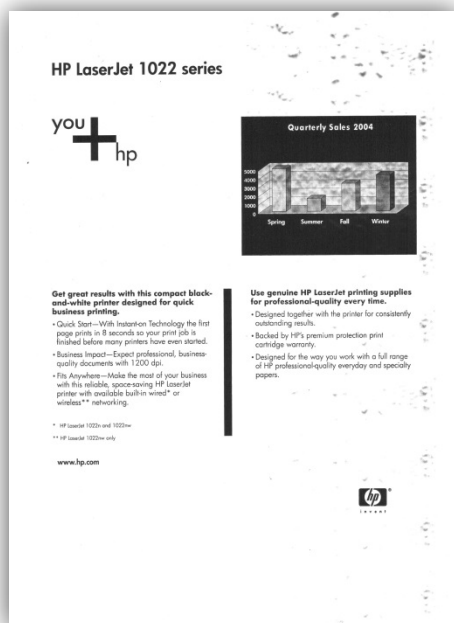 HP LaserJet 1022 series
you
hp
Quarterly Sales 2004
5000
4000
3000
2000
1000
0
Spring Summer Fall Winter
Get great results with this compact black-
and-white printer designed for quick
business printing.
• Quick Start—With Instant-on Technology the first
page prints in 8 seconds so your print job is
finished before many printers have even started.
• Business Impact—Expect professional, business-
quality documents with 1200 dpi.
• Fits Anywhere—Make the most of your business
with this reliable, space-saving HP LaserJet
printer with available built-in wired* or
wireless** networking.
* HP LaserJet 1022n and 1022nw
** HP LaserJet 1022nw only
www.hp.com
Use genuine HP LaserJet printing supplies
for professional-quality every time.
• Designed together with the printer for consistently
outstanding results.
• Backed by HP's premium protection print
cartridge warranty.
• Designed for the way you work with a full range
of HP professional-quality everyday and specialty
papers.
hp
invent